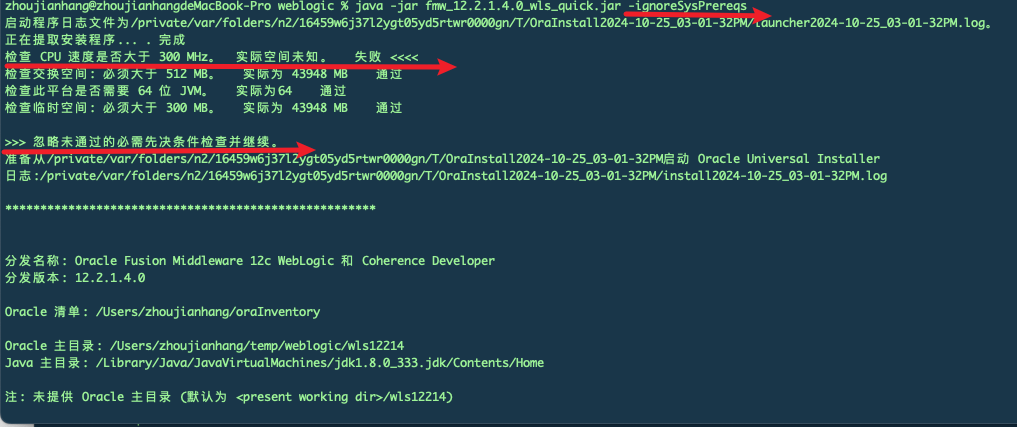 zhoujianhang@zhoujianhangdeMacBook-Pro weblogic % java -jar fmw_12.2.1.4.0_wls_quick.jar -ignoreSysPrereqs
启动程序日志文件为/private/var/folders/n2/16459w6j37l2ygt05yd5rtwr0000gn/T/OraInstall2024-10-25_03-01-32PM/launcher2024-10-25_03-01-32PM.log。
正在提取安装程序... . 完成
检查 CPU 速度是否大于 300 MHz。 实际空间未知。 失败 <<<<
检查交换空间: 必须大于 512 MB。 实际为 43948 MB 通过
检查此平台是否需要 64 位 JVM。 实际为64 通过
检查临时空间: 必须大于 300 MB。 实际为 43948 MB 通过
>>> 忽略未通过的必需先决条件检查并继续。
准备从/private/var/folders/n2/16459w6j37l2ygt05yd5rtwr0000gn/T/OraInstall2024-10-25_03-01-32PM启动 Oracle Universal Installer
日志:/private/var/folders/n2/16459w6j37l2ygt05yd5rtwr0000gn/T/OraInstall2024-10-25_03-01-32PM/install2024-10-25_03-01-32PM.log
*****************************************************
分发名称: Oracle Fusion Middleware 12c WebLogic 和 Coherence Developer
分发版本: 12.2.1.4.0
Oracle 清单: /Users/zhoujianhang/oraInventory
Oracle 主目录: /Users/zhoujianhang/temp/weblogic/wls12214
Java 主目录: /Library/Java/JavaVirtualMachines/jdk1.8.0_333.jdk/Contents/Home
注: 未提供 Oracle 主目录 (默认为 <present working dir>/wls12214)